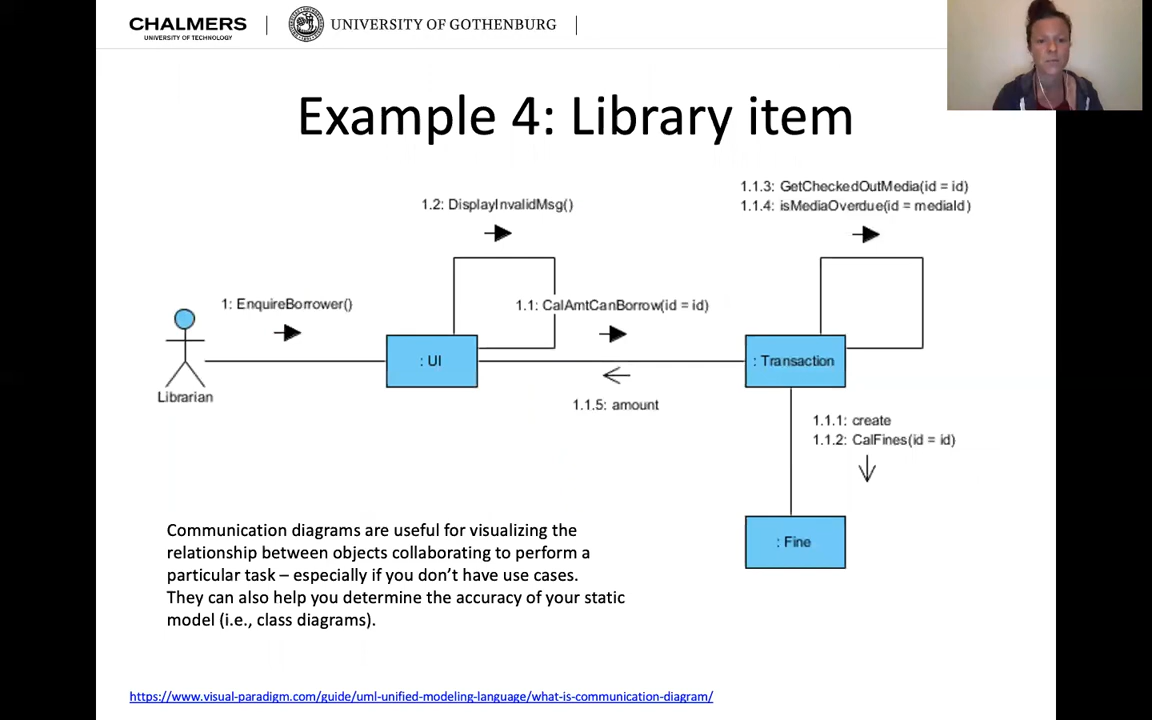 CHALMERS
UNIVERSITY OF TECHNOLOGY
UNIVERSITY OF GOTHENBURG
Example 4: Library item
1.1.3: GetCheckedOutMedia(id = id)
1.1.4: isMediaOverdue(id = mediaId)
1.2: DisplayInvalidMsg()
1: EnquireBorrower()
1.1: CalAmtCanBorrow(id = id)
: UI
: Transaction
Librarian
1.1.5: amount
1.1.1: create
1.1.2: CalFines(id = id)
: Fine
Communication diagrams are useful for visualizing the
relationship between objects collaborating to perform a
particular task – especially if you don’t have use cases.
They can also help you determine the accuracy of your static
model (i.e., class diagrams).
https://www.visual-paradigm.com/guide/uml-unified-modeling-language/what-is-communication-diagram/